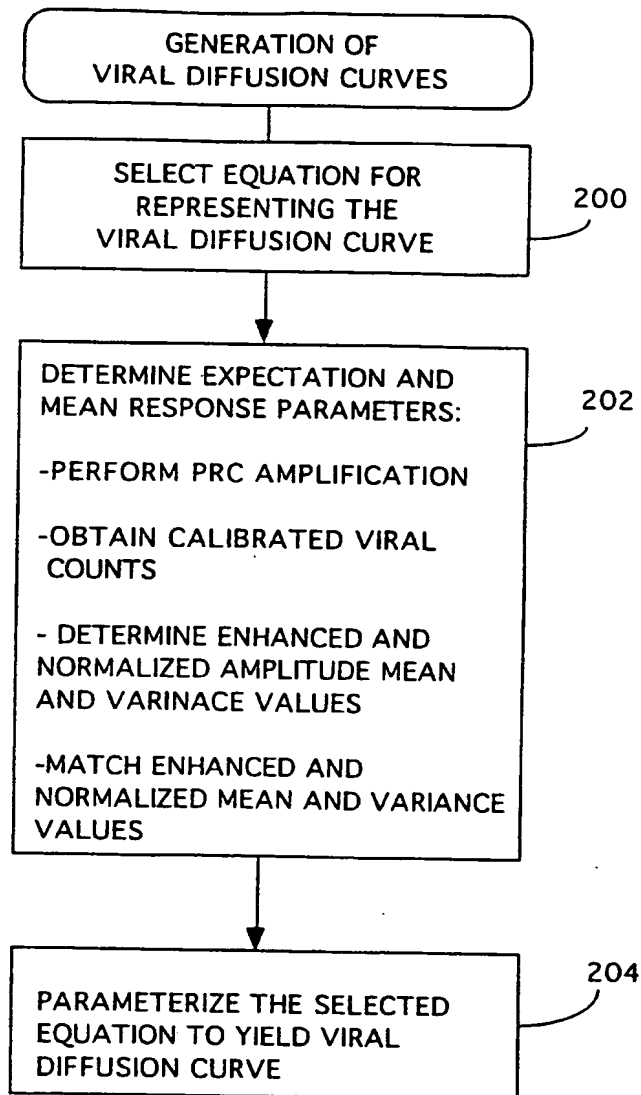 GENERATION OF
VIRAL DIFFUSION CURVES
SELECT EQUATION FOR
REPRESENTING THE
VIRAL DIFFUSION CURVE
200
DETERMINE EXPECTATION AND
MEAN RESPONSE PARAMETERS:
202
-PERFORM PRC AMPLIFICATION
-OBTAIN CALIBRATED VIRAL
COUNTS
- DETERMINE ENHANCED AND
NORMALIZED AMPLITUDE MEAN
AND VARINACE VALUES
-MATCH ENHANCED AND
NORMALIZED MEAN AND VARIANCE
VALUES
204
PARAMETERIZE THE SELECTED
EQUATION TO YIELD VIRAL
DIFFUSION CURVE